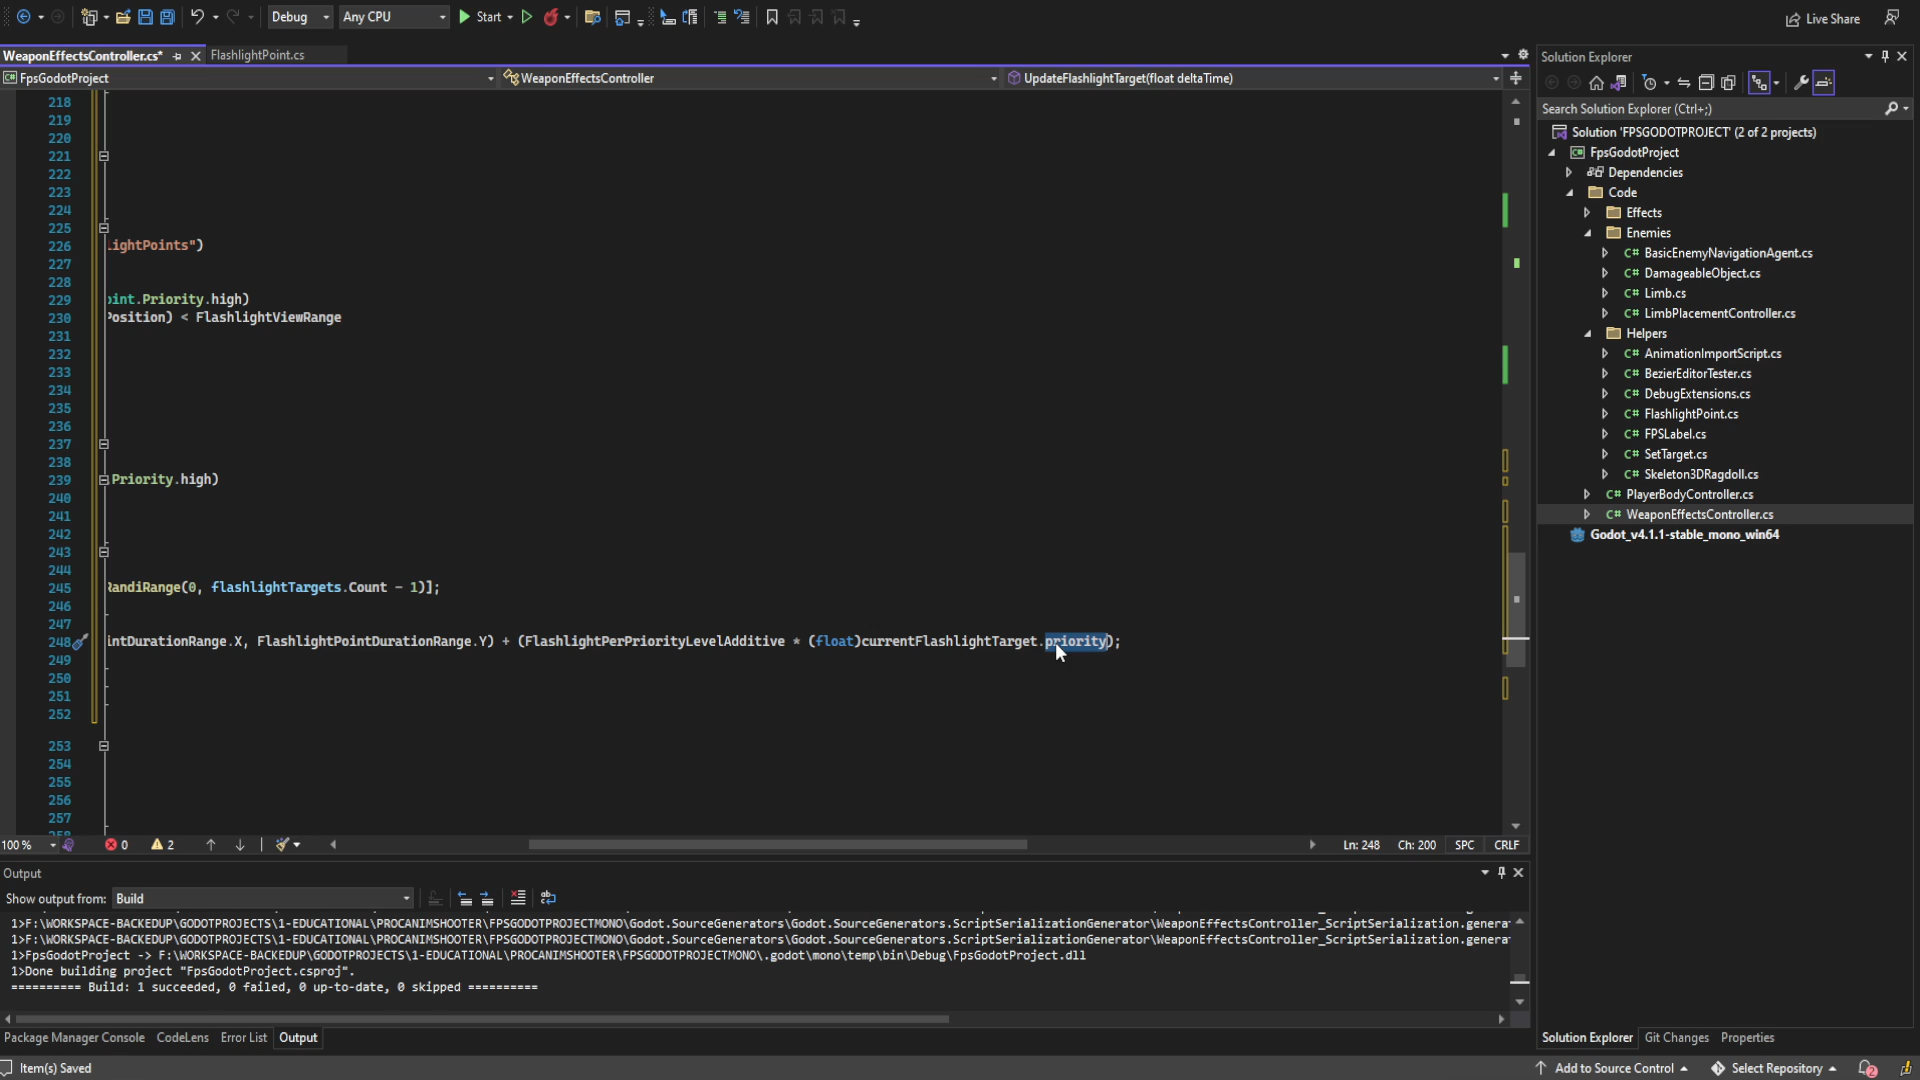 Debug
Any CPU
Start
Live Share
WeaponEffectsController.cs*
FlashlightPoint.cs
FpsGodotProject
WeaponEffectsController
UpdateFlashlightTarget(float deltaTime)
218
219
220
221
222
223
224
225
226 lightPoints")
227
228
229 oint.Priority.high)
230 Position) < FlashlightViewRange
231
232
233
234
235
236
237
238
239 Priority.high)
240
241
242
243
244
245 RandiRange(0, flashlightTargets.Count - 1)];
246
247
248 intDurationRange.X, FlashlightPointDurationRange.Y) + (FlashlightPerPriorityLevelAdditive * (float)currentFlashlightTarget.priority);
249
250
251
252
253
254
255
256
257
258
100 %
0
2
Ln: 248
Ch: 200
SPC
CRLF
Output
Show output from:
Build
1>F:\WORKSPACE-BACKEDUP\GODOTPROJECTS\1-EDUCATIONAL\PROCANIMSHOOTER\FPSGODOTPROJECTMONO\Godot.SourceGenerators\Godot.SourceGenerators.ScriptSerializationGenerator\WeaponEffectsController_ScriptSerialization.genera
1>F:\WORKSPACE-BACKEDUP\GODOTPROJECTS\1-EDUCATIONAL\PROCANIMSHOOTER\FPSGODOTPROJECTMONO\Godot.SourceGenerators\Godot.SourceGenerators.ScriptSerializationGenerator\WeaponEffectsController_ScriptSerialization.genera
1>FpsGodotProject -> F:\WORKSPACE-BACKEDUP\GODOTPROJECTS\1-EDUCATIONAL\PROCANIMSHOOTER\FPSGODOTPROJECTMONO\.godot\mono\temp\bin\Debug\FpsGodotProject.dll
1>Done building project "FpsGodotProject.csproj".
========== Build: 1 succeeded, 0 failed, 0 up-to-date, 0 skipped ==========
Package Manager Console
CodeLens
Error List
Output
Item(s) Saved
Solution Explorer
Search Solution Explorer (Ctrl+;)
Solution 'FPSGODOTPROJECT' (2 of 2 projects)
C# FpsGodotProject
Dependencies
Code
Effects
Enemies
C# BasicEnemyNavigationAgent.cs
C# DamageableObject.cs
C# Limb.cs
C# LimbPlacementController.cs
Helpers
C# AnimationImportScript.cs
C# BezierEditorTester.cs
C# DebugExtensions.cs
C# FlashlightPoint.cs
C# FPSLabel.cs
C# SetTarget.cs
C# Skeleton3DRagdoll.cs
C# PlayerBodyController.cs
C# WeaponEffectsController.cs
Godot_v4.1.1-stable_mono_win64
Solution Explorer
Git Changes
Properties
Add to Source Control
Select Repository
2